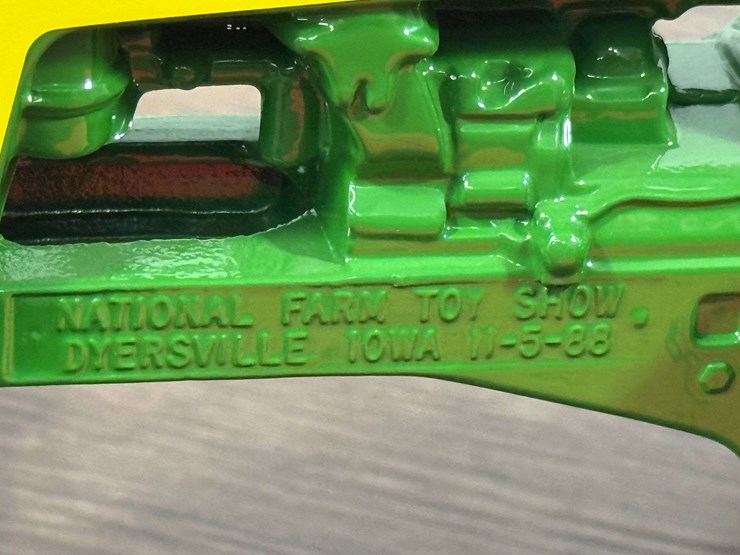 NATIONAL FARM TOY SHOW
DYERSVILLE IOWA 11-5-88